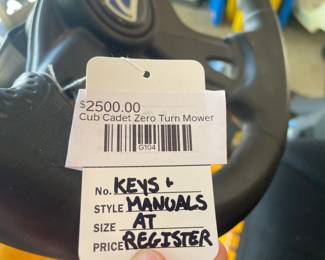 $2500.00
Cub Cadet Zero Turn Mower
G104
No. KEYS &
STYLE MANUALS
SIZE AT
PRICE REGISTER